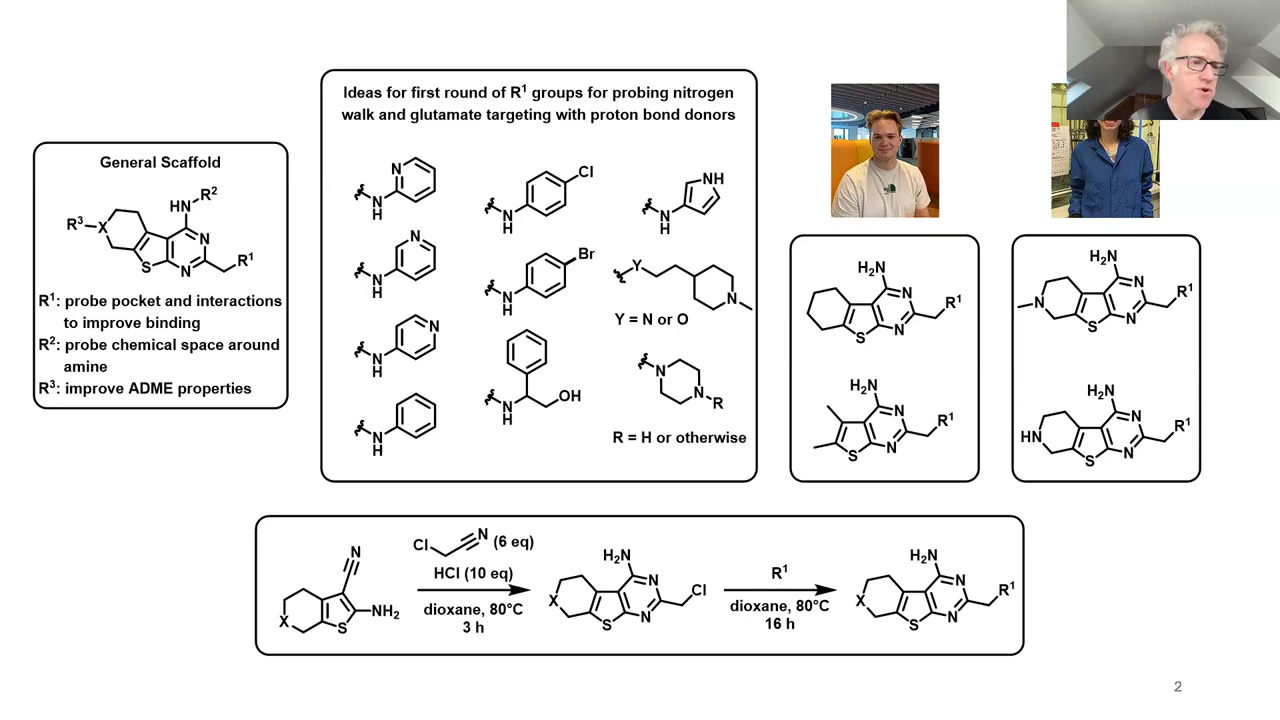 Ideas for first round of R¹ groups for probing nitrogen
walk and glutamate targeting with proton bond donors
General Scaffold
R²
HN
R³
X
N
S
N
R¹
R¹: probe pocket and interactions
to improve binding
R²: probe chemical space around
amine
R³: improve ADME properties
N
N
H
N
N
H
N
N
H
N
H
Cl
N
H
Br
N
H
OH
N
H
NH
N
H
Y
N
Y = N or O
N
N
R
R = H or otherwise
H₂N
N
R¹
S
N
H₂N
N
R¹
S
N
H₂N
N
N
R¹
S
N
H₂N
HN
N
R¹
S
N
N
X
S
NH₂
Cl
N (6 eq)
HCl (10 eq)
dioxane, 80°C
3 h
H₂N
X
N
Cl
S
N
R¹
dioxane, 80°C
16 h
H₂N
X
N
R¹
S
N
2